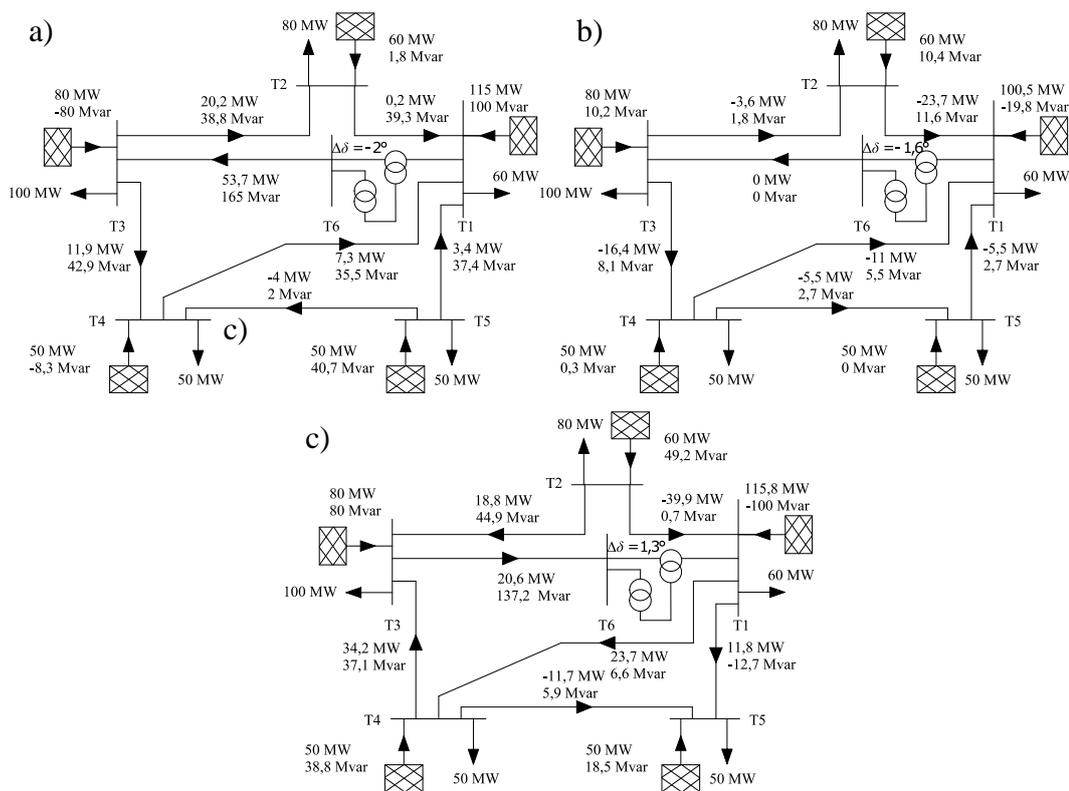 a)
80 MW
60 MW
1,8 Mvar
T2
80 MW
-80 Mvar
20,2 MW
38,8 Mvar
0,2 MW
39,3 Mvar
115 MW
100 Mvar
Δδ = -2°
53,7 MW
165 Mvar
100 MW
60 MW
T3
T6
T1
11,9 MW
42,9 Mvar
7,3 MW
35,5 Mvar
3,4 MW
37,4 Mvar
-4 MW
2 Mvar
T4
c)
T5
50 MW
-8,3 Mvar
50 MW
50 MW
40,7 Mvar
50 MW
b)
80 MW
60 MW
10,4 Mvar
T2
80 MW
10,2 Mvar
-3,6 MW
1,8 Mvar
-23,7 MW
11,6 Mvar
100,5 MW
-19,8 Mvar
Δδ = - 1,6°
0 MW
0 Mvar
100 MW
60 MW
T3
T6
T1
-16,4 MW
8,1 Mvar
-11 MW
5,5 Mvar
-5,5 MW
2,7 Mvar
-5,5 MW
2,7 Mvar
T4
T5
50 MW
0,3 Mvar
50 MW
50 MW
0 Mvar
50 MW
c)
80 MW
60 MW
49,2 Mvar
T2
80 MW
80 Mvar
18,8 MW
44,9 Mvar
-39,9 MW
0,7 Mvar
115,8 MW
-100 Mvar
Δδ = 1,3°
20,6 MW
137,2 Mvar
100 MW
60 MW
T3
T6
T1
34,2 MW
37,1 Mvar
23,7 MW
6,6 Mvar
11,8 MW
-12,7 Mvar
-11,7 MW
5,9 Mvar
T4
T5
50 MW
38,8 Mvar
50 MW
50 MW
18,5 Mvar
50 MW